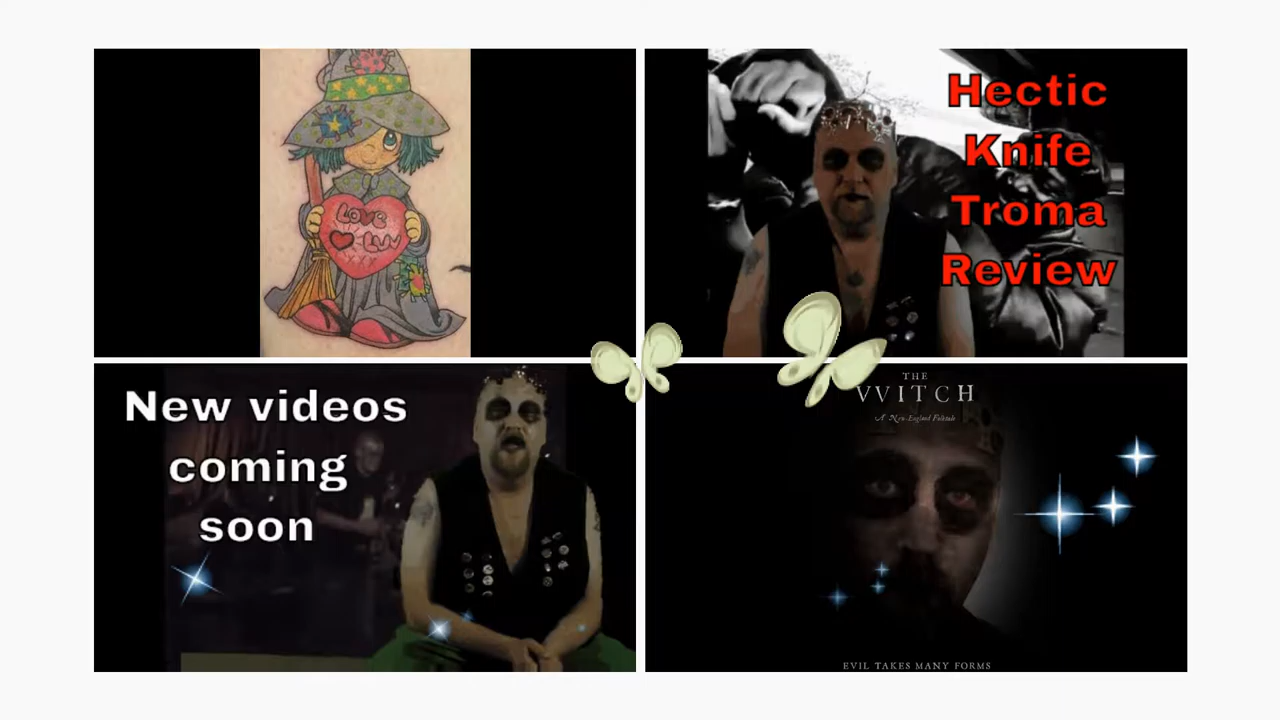 LOVE
LUV
XXX
Hectic
Knife
Troma
Review
New videos
coming
soon
THE
VVITCH
A New-England Folktale
EVIL TAKES MANY FORMS